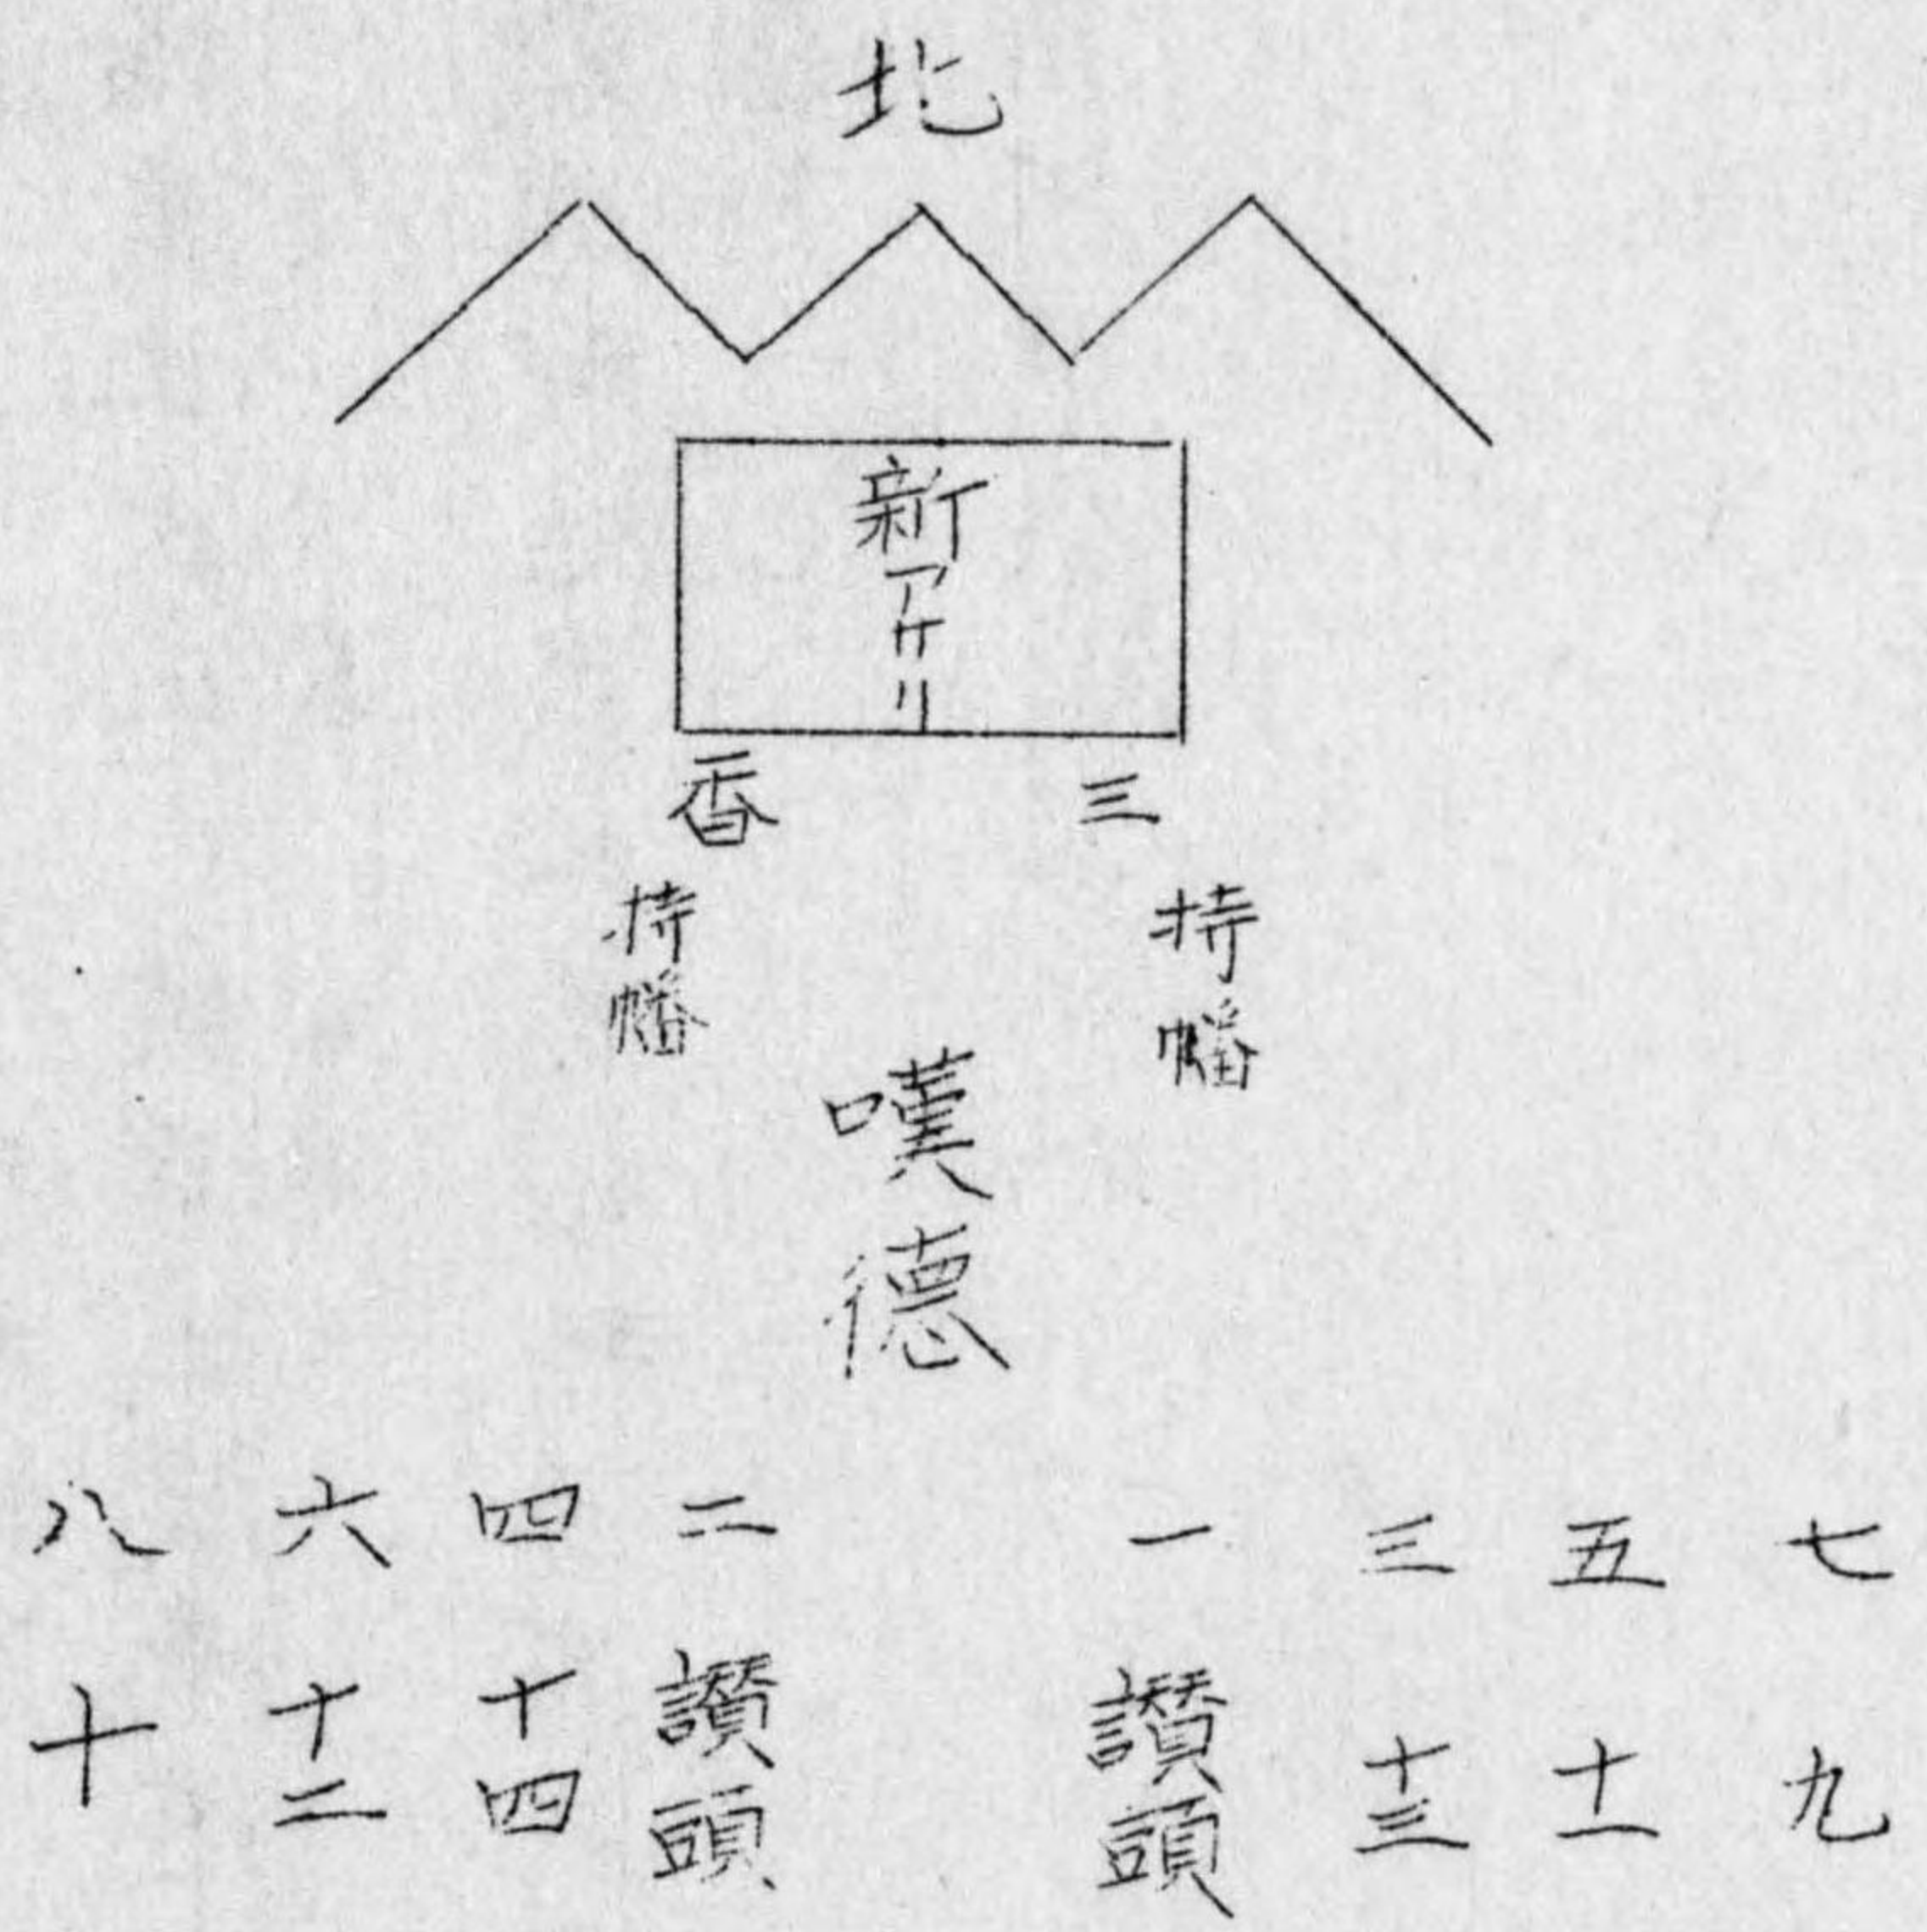 北
新アケリ
三
香
持幡
持幡
嘆德
七
五
三
一
二
四
六
八
九
十一
十三
讃頭
讃頭
十四
十二
十